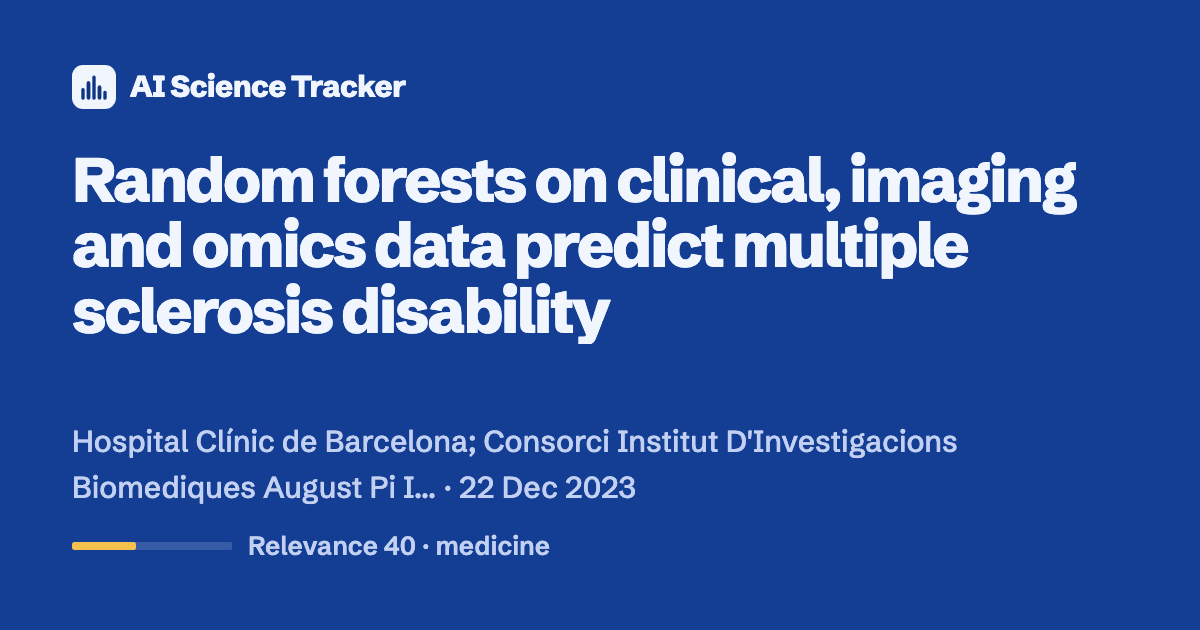 AI Science Tracker
Random forests on clinical, imaging
and omics data predict multiple
sclerosis disability
Hospital Clínic de Barcelona; Consorci Institut D'Investigacions
Biomediques August Pi I... · 22 Dec 2023
Relevance 40 · medicine